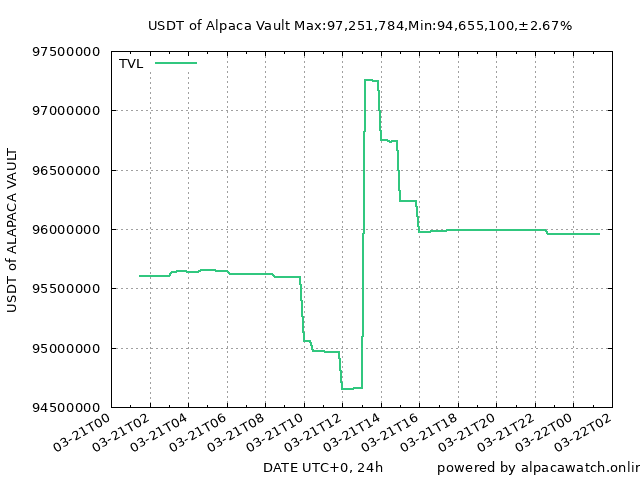 USDT of Alpaca Vault Max:97,251,784,Min:94,655,100,±2.67%
TVL
97500000
97000000
96500000
96000000
95500000
95000000
94500000
USDT of ALAPACA VAULT
03-21T00
03-21T02
03-21T04
03-21T06
03-21T08
03-21T10
03-21T12
03-21T14
03-21T16
03-21T18
03-21T20
03-21T22
03-22T00
03-22T02
DATE UTC+0, 24h
powered by alpacawatch.onlin